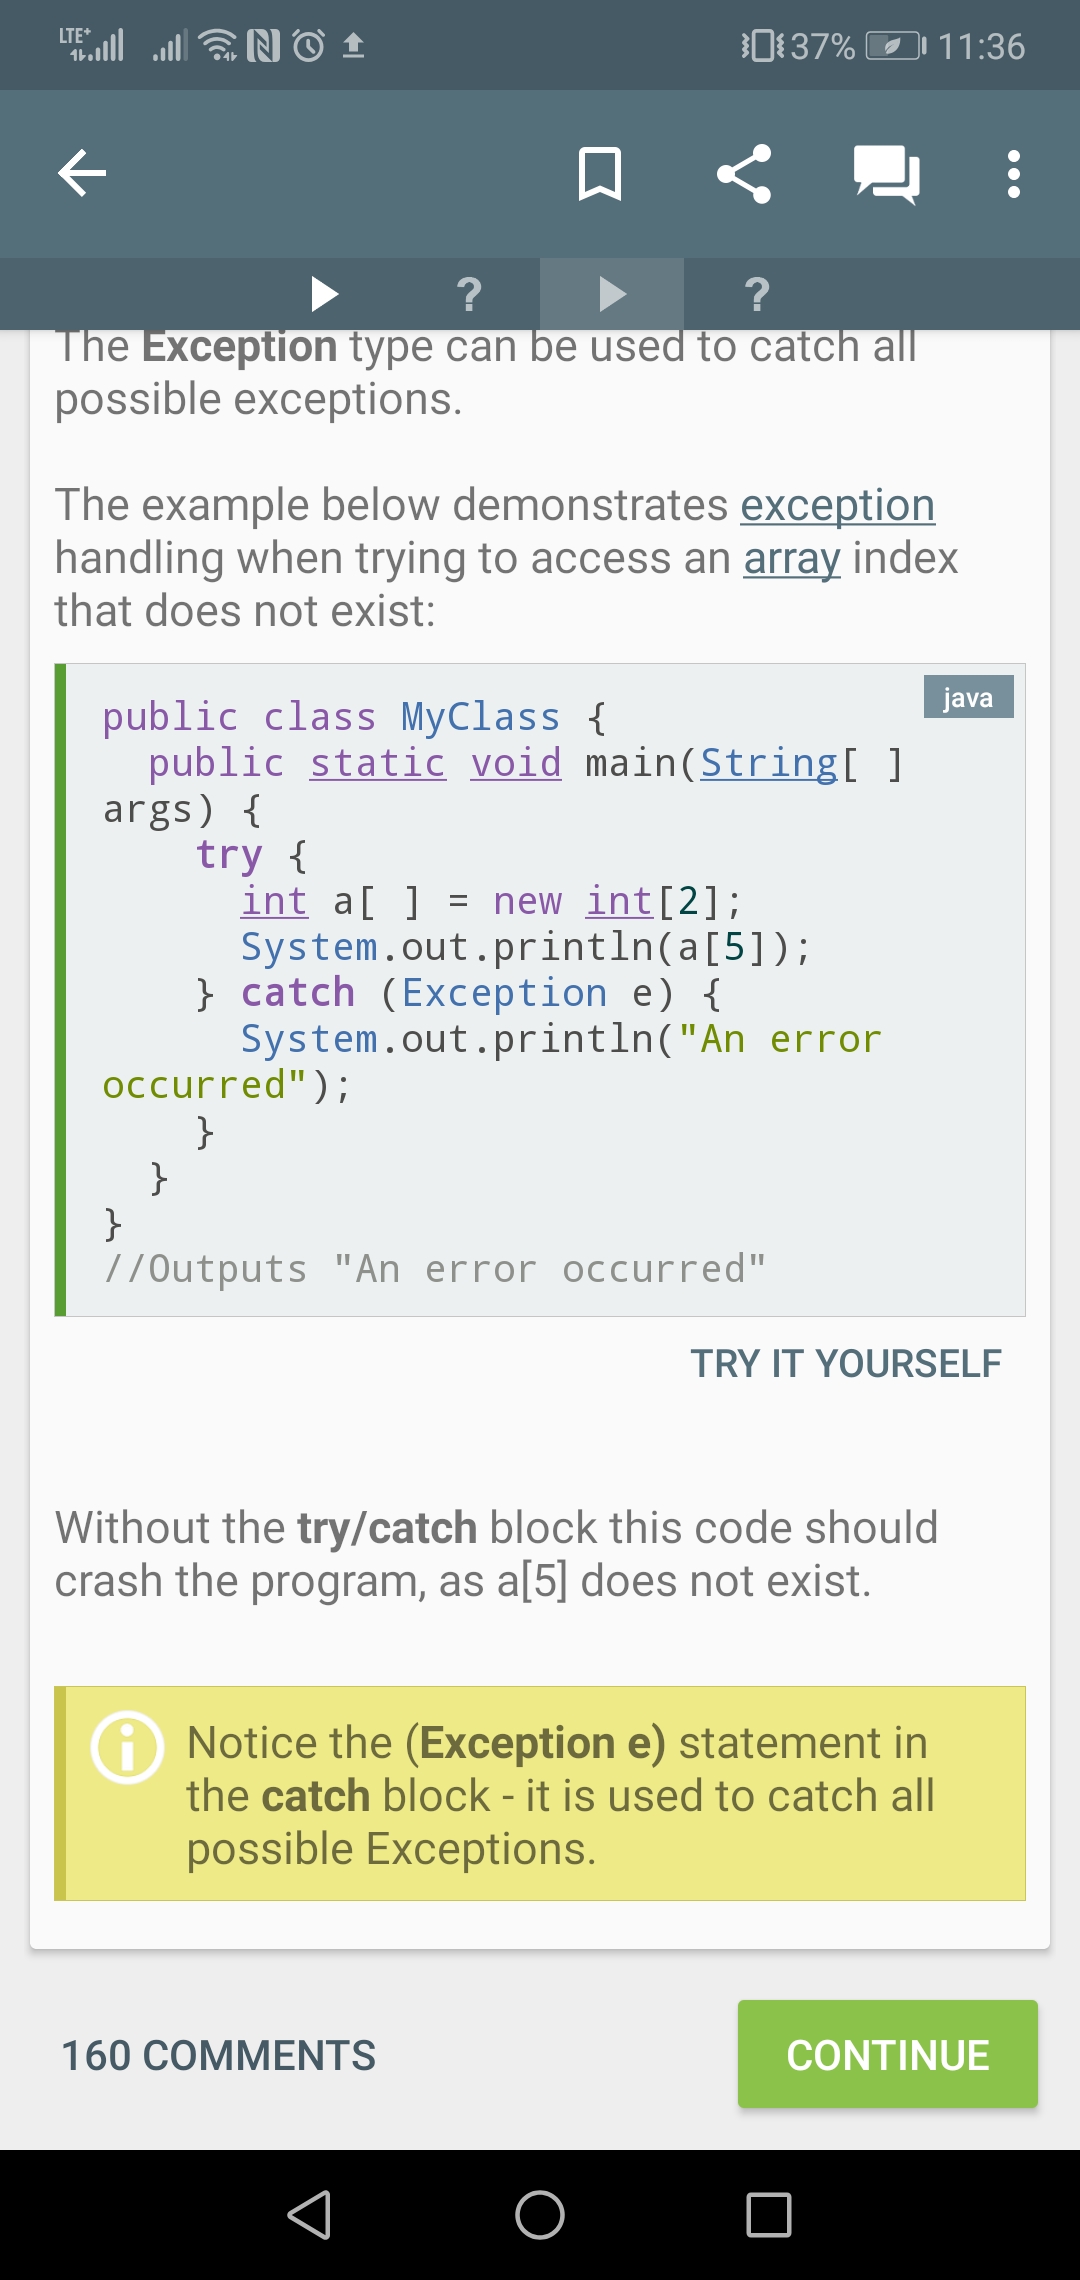 LTE+ 37% 11:36
? ?
The Exception type can be used to catch all
possible exceptions.
The example below demonstrates exception
handling when trying to access an array index
that does not exist:
java
public class MyClass {
public static void main(String[ ]
args) {
try {
int a[ ] = new int[2];
System.out.println(a[5]);
} catch (Exception e) {
System.out.println("An error
occurred");
}
}
}
//Outputs "An error occurred"
TRY IT YOURSELF
Without the try/catch block this code should
crash the program, as a[5] does not exist.
Notice the (Exception e) statement in
the catch block - it is used to catch all
possible Exceptions.
160 COMMENTS
CONTINUE